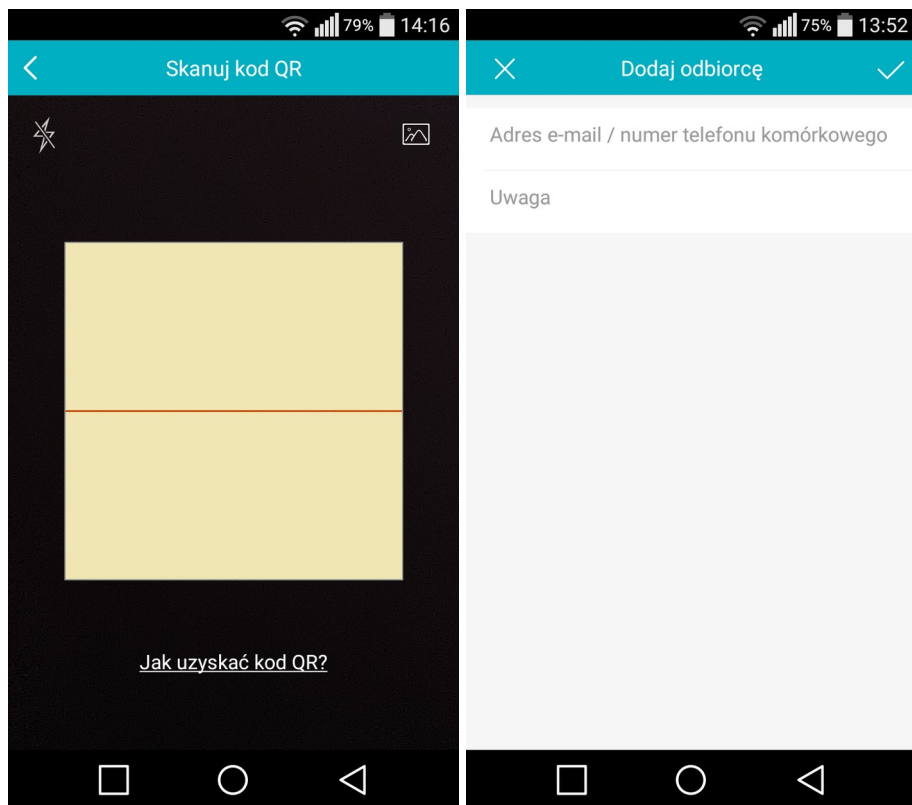 79% 14:16
Skanuj kod QR
Jak uzyskać kod QR?
75% 13:52
Dodaj odbiorcę
Adres e-mail / numer telefonu komórkowego
Uwaga